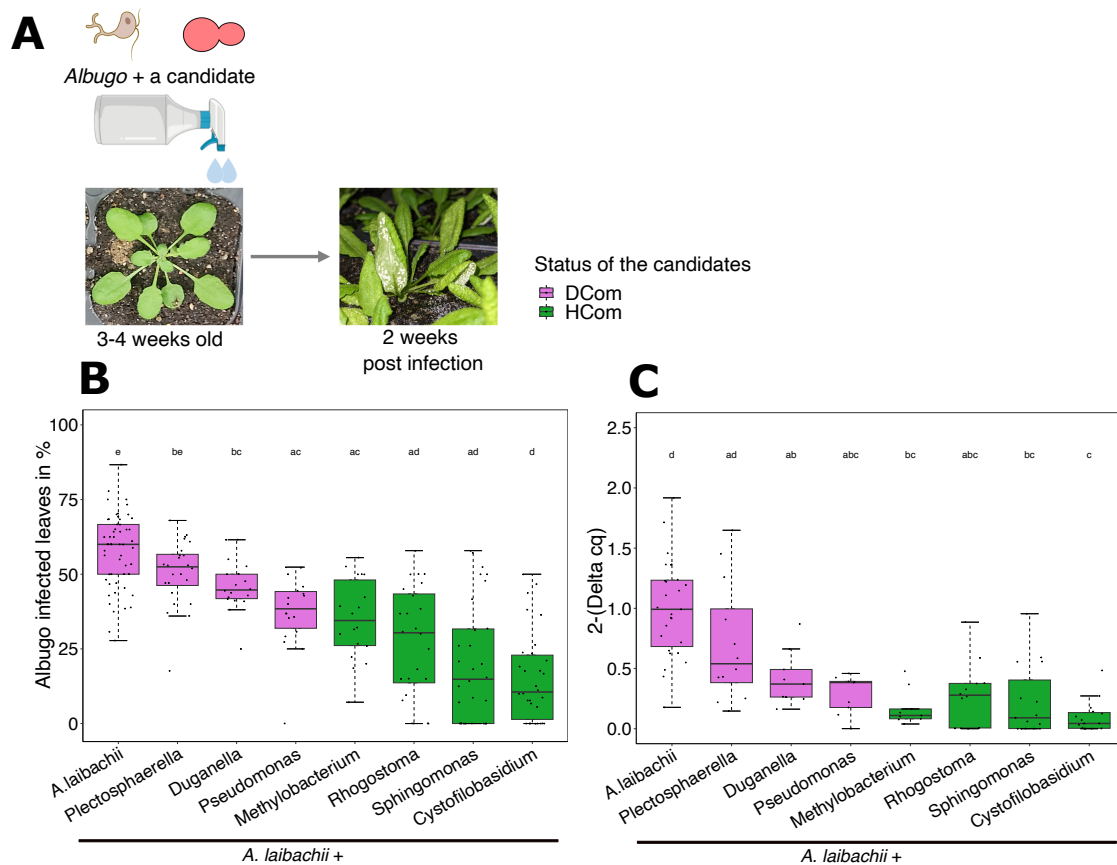 A
Albugo + a candidate
3-4 weeks old
2 weeks
post infection
Status of the candidates
DCom
HCom
B
Albugo infected leaves in %
100
75
50
25
0
e
be
bc
ac
ac
ad
ad
d
A.laibachii
Plectosphaerella
Duganella
Pseudomonas
Methylobacterium
Rhogostoma
Sphingomonas
Cystofilobasidium
A. laibachii +
C
2-(Delta cq)
2.5
2.0
1.5
1.0
0.5
0.0
d
ad
ab
abc
bc
abc
bc
c
A.laibachii
Plectosphaerella
Duganella
Pseudomonas
Methylobacterium
Rhogostoma
Sphingomonas
Cystofilobasidium
A. laibachii +